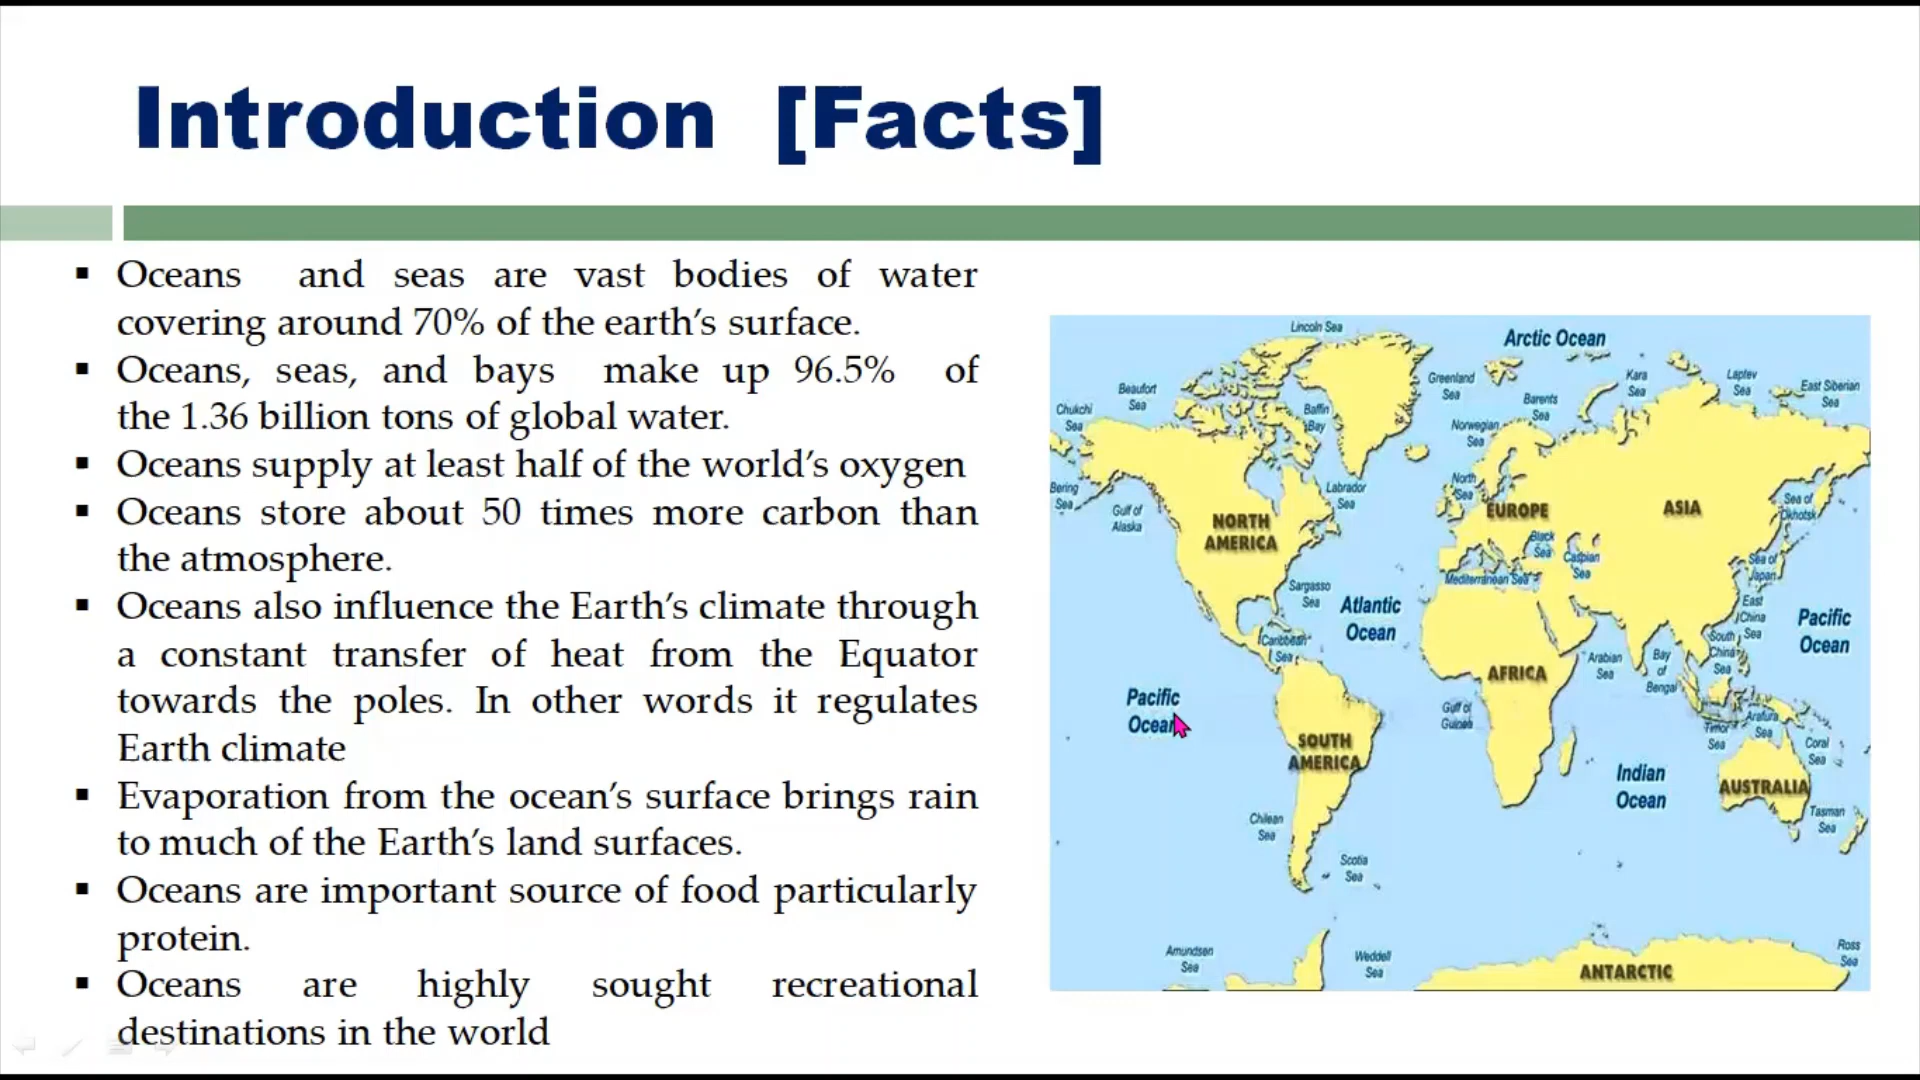 Introduction [Facts]
▪ Oceans and seas are vast bodies of water
covering around 70% of the earth's surface.
▪ Oceans, seas, and bays make up 96.5% of
the 1.36 billion tons of global water.
▪ Oceans supply at least half of the world's oxygen
▪ Oceans store about 50 times more carbon than
the atmosphere.
▪ Oceans also influence the Earth's climate through
a constant transfer of heat from the Equator
towards the poles. In other words it regulates
Earth climate
▪ Evaporation from the ocean's surface brings rain
to much of the Earth's land surfaces.
▪ Oceans are important source of food particularly
protein.
▪ Oceans are highly sought recreational
destinations in the world
Lincoln Sea
Arctic Ocean
Beaufort
Sea
Chukchi
Sea
Baffin
Bay
Greenland
Sea
Norwegian
Sea
Barents
Sea
Kara
Sea
Laptev
Sea
East Siberian
Sea
Bering
Sea
Gulf of
Alaska
Labrador
Sea
North
Sea
Sea of
Okhotsk
NORTH
AMERICA
EUROPE
ASIA
Black
Sea
Caspian
Sea
Mediterranean Sea
Sea of
Japan
Sargasso
Sea
Atlantic
Ocean
East
China
Sea
Pacific
Ocean
Caribbean
Sea
South
China
Sea
AFRICA
Arabian
Sea
Bay
of
Bengal
Pacific
Ocean
Gulf of
Guinea
Timor
Sea
Arafura
Sea
Coral
Sea
SOUTH
AMERICA
Indian
Ocean
AUSTRALIA
Tasman
Sea
Chilean
Sea
Scotia
Sea
Amundsen
Sea
Weddell
Sea
Ross
Sea
ANTARCTIC